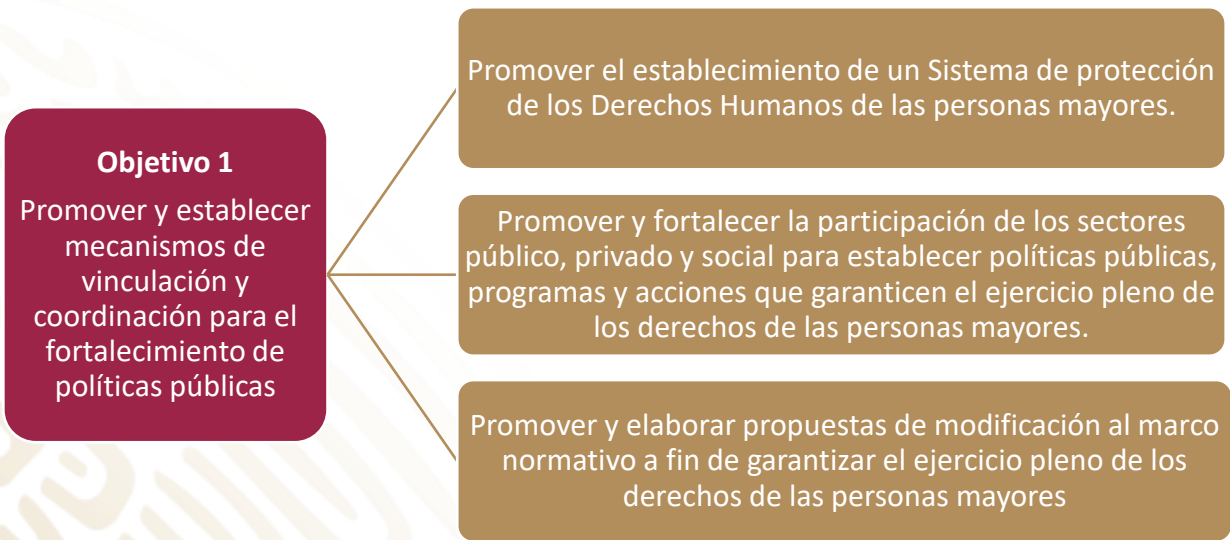 Objetivo 1
Promover y establecer
mecanismos de
vinculación y
coordinación para el
fortalecimiento de
políticas públicas
Promover el establecimiento de un Sistema de protección
de los Derechos Humanos de las personas mayores.
Promover y fortalecer la participación de los sectores
público, privado y social para establecer políticas públicas,
programas y acciones que garanticen el ejercicio pleno de
los derechos de las personas mayores.
Promover y elaborar propuestas de modificación al marco
normativo a fin de garantizar el ejercicio pleno de los
derechos de las personas mayores